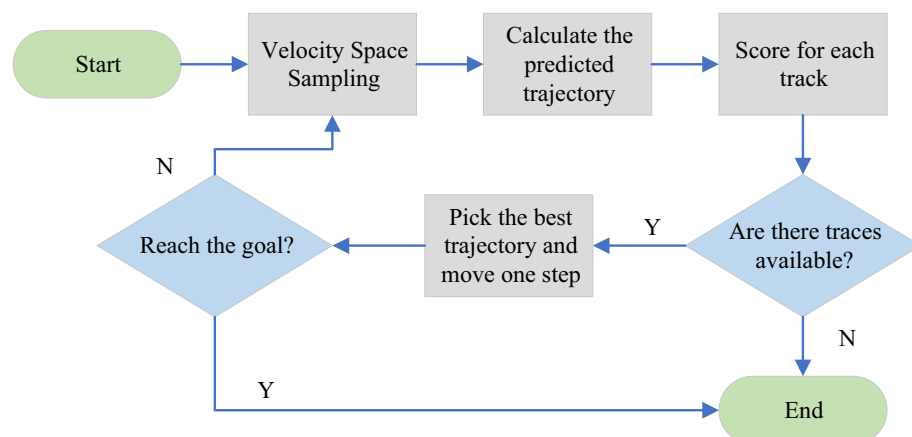 Start
Velocity Space
Sampling
Calculate the
predicted
trajectory
Score for each
track
N
Reach the goal?
Pick the best
trajectory and
move one step
Y
Are there traces
available?
N
Y
End